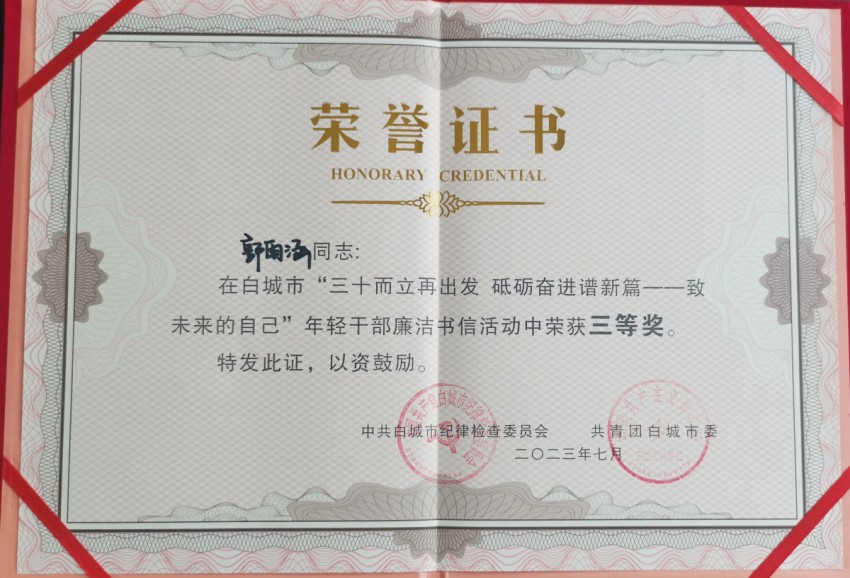 荣誉证书
HONORARY CREDENTIAL
郭雨涵同志:
在白城市“三十而立再出发 砥砺奋进谱新篇——致
未来的自己”年轻干部廉洁书信活动中荣获三等奖。
特发此证，以资鼓励。
中共白城市纪律检查委员会 共青团白城市委
二〇二三年七月